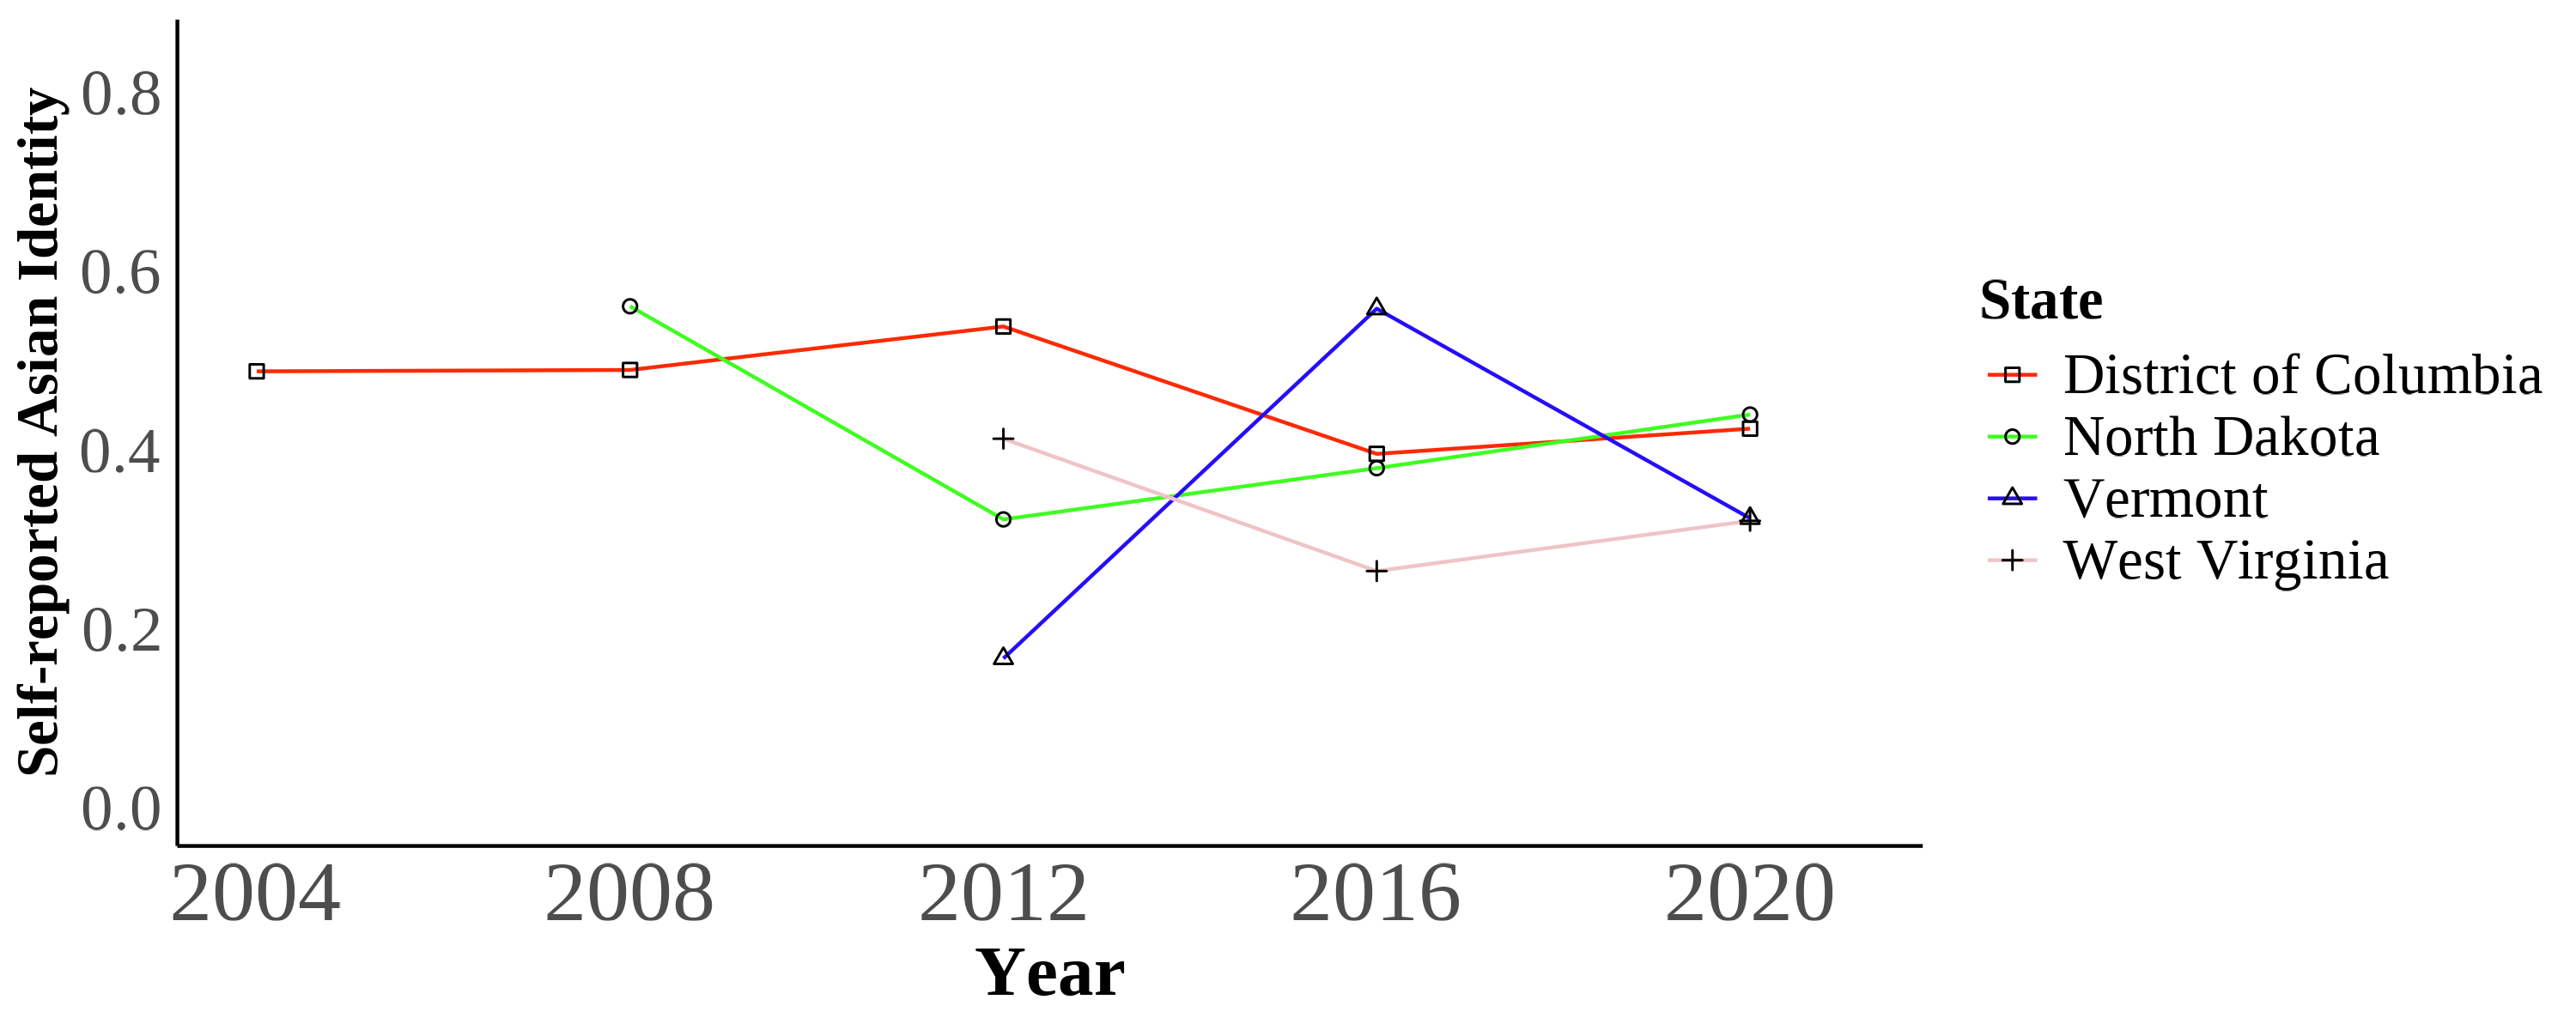 Self-reported Asian Identity
0.8
0.6
0.4
0.2
0.0
2004 2008 2012 2016 2020
Year
State
District of Columbia
North Dakota
Vermont
West Virginia